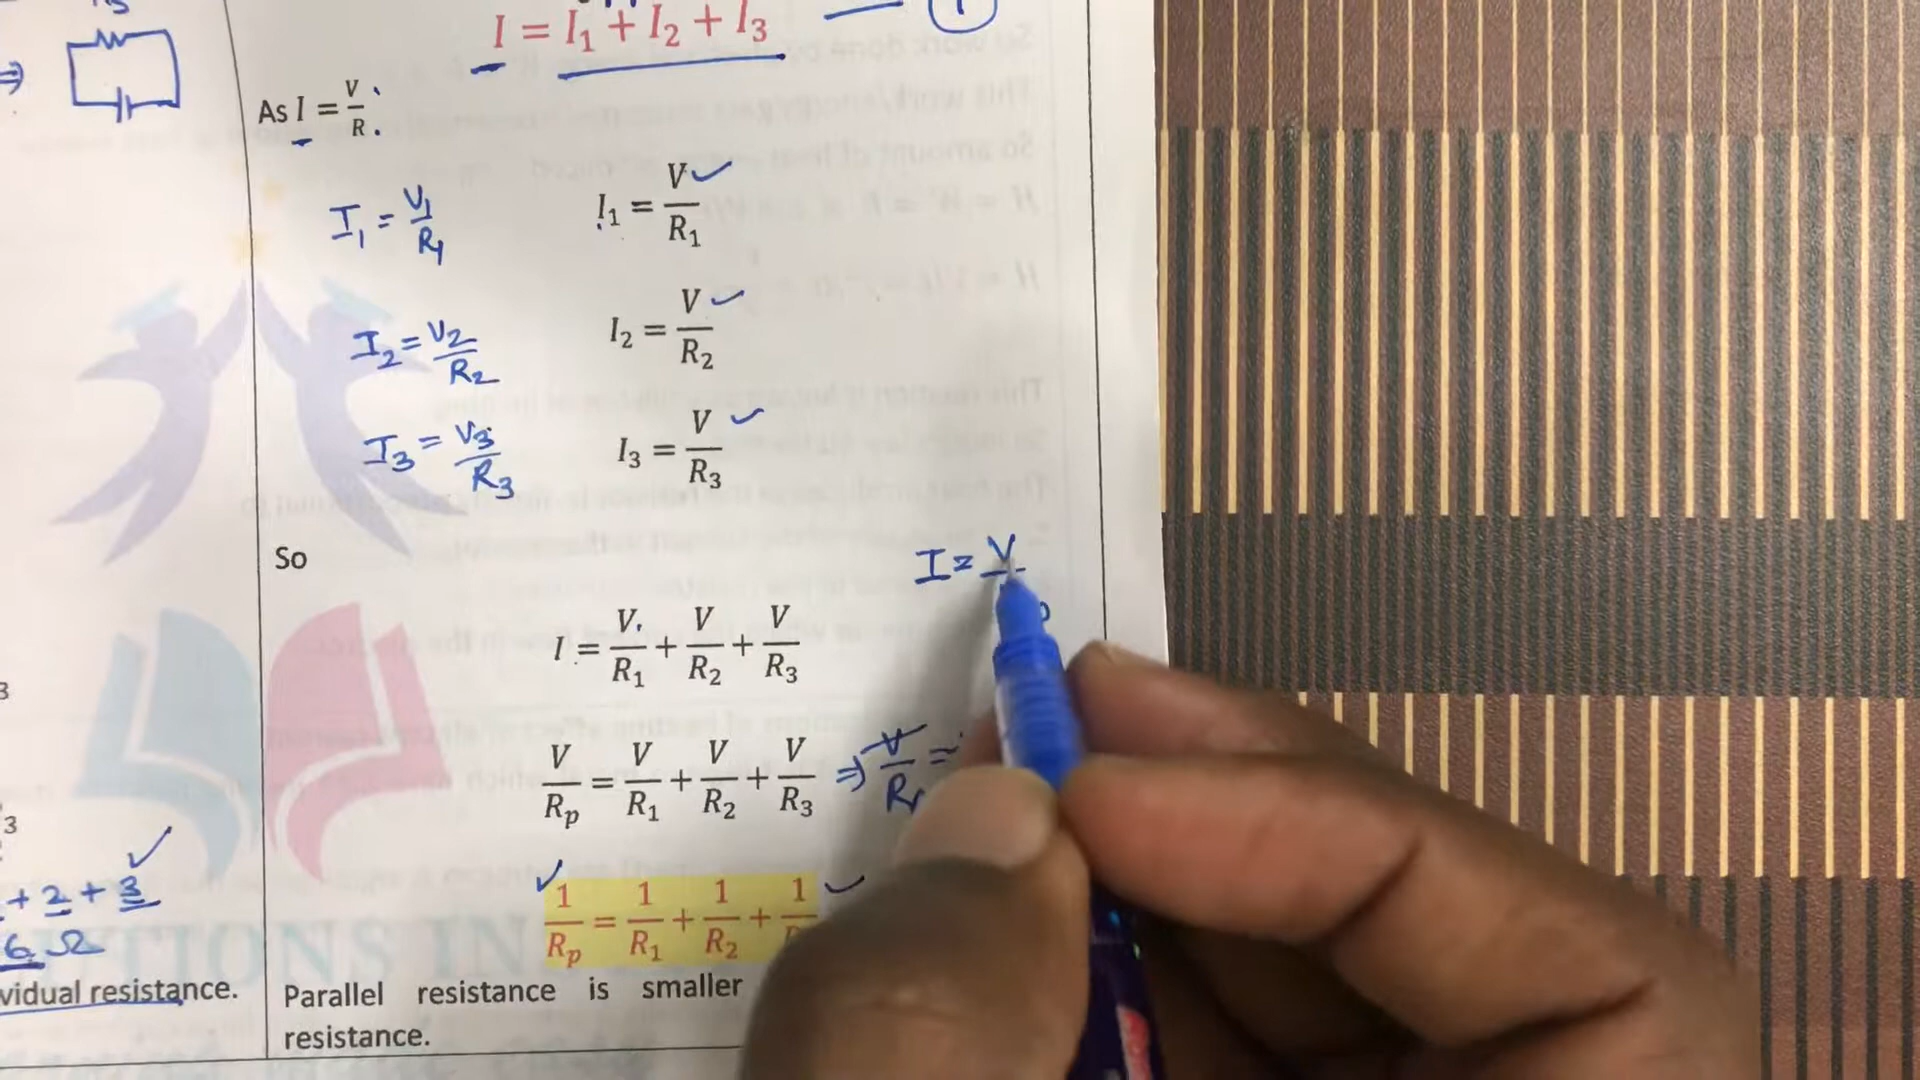 I = I₁ + I₂ + I₃
As I = V/R
I₁ = V₁/R₁
I₁ = V/R₁
I₂ = V₂/R₂
I₂ = V/R₂
I₃ = V₃/R₃
I₃ = V/R₃
So
I = V
I = V/R₁ + V/R₂ + V/R₃
V/Rₚ = V/R₁ + V/R₂ + V/R₃ ⇒ V/R =
1/Rₚ = 1/R₁ + 1/R₂ + 1/
3
3
+ 2 + 3
6 Ω
vidual resistance.
Parallel resistance is smaller
resistance.